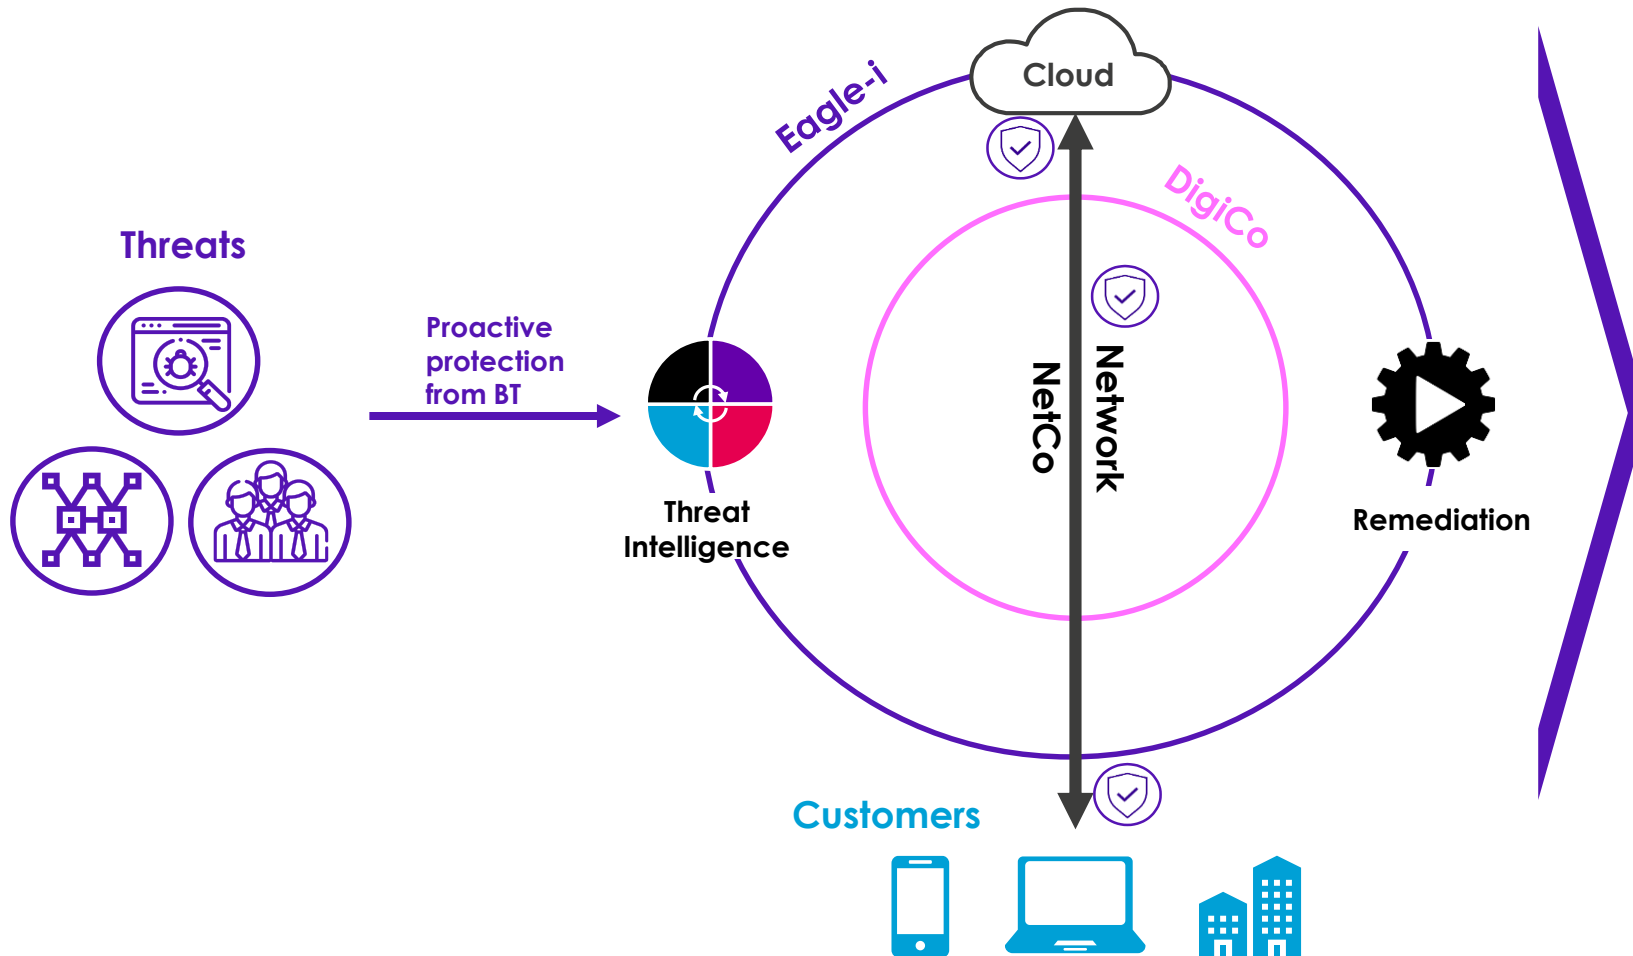 Cloud
Eagle-i
DigiCo
Threats
Proactive
protection
from BT
Network
NetCo
Threat
Intelligence
Remediation
Customers